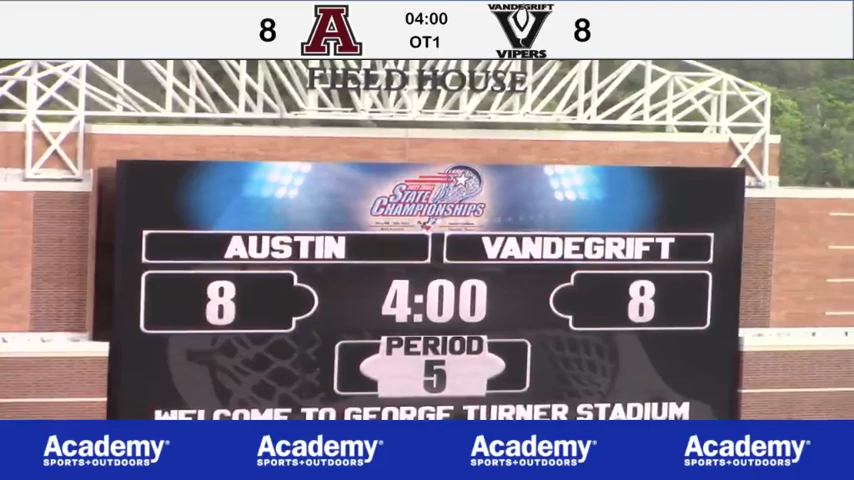 8 A 04:00 VANDEGRIFT V VIPERS 8
OT1
FIELD HOUSE
STATE
CHAMPIONSHIPS
AUSTIN VANDEGRIFT
8 4:00 8
PERIOD
5
WELCOME TO GEORGE TURNER STADIUM
Academy Academy Academy Academy
SPORTS+OUTDOORS SPORTS+OUTDOORS SPORTS+OUTDOORS SPORTS+OUTDOORS